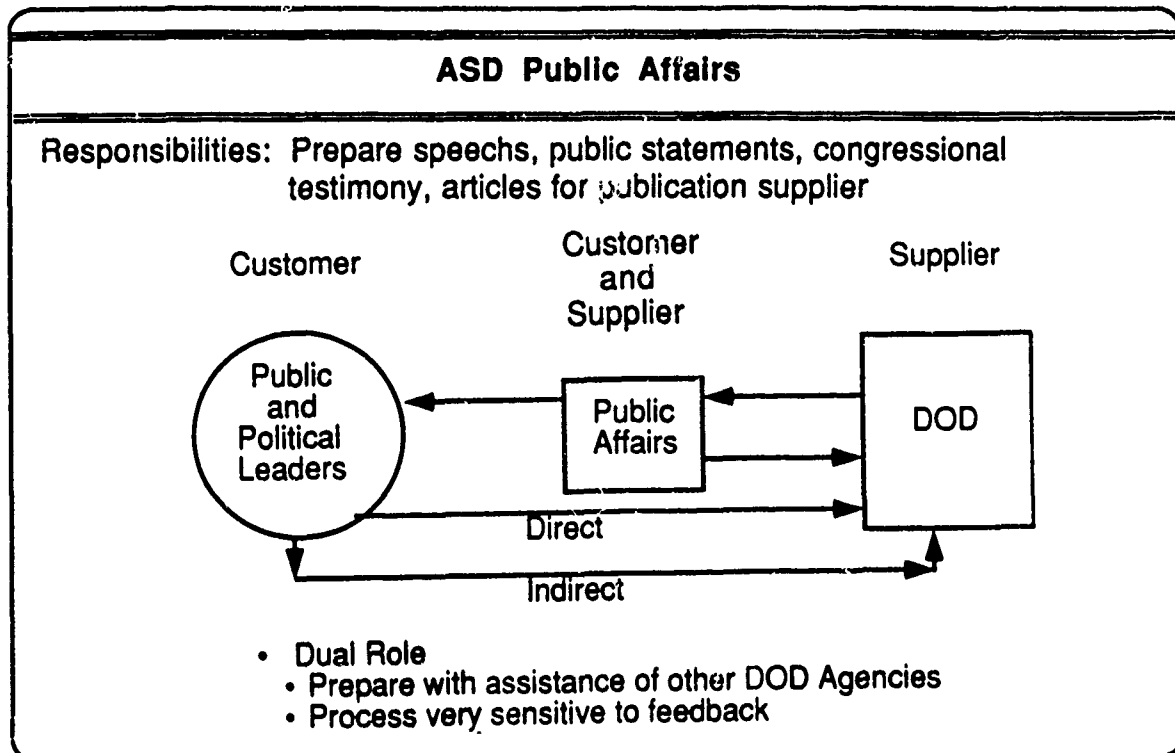 ASD Public Affairs
Responsibilities: Prepare speechs, public statements, congressional
testimony, articles for publication supplier
Customer
Customer
and
Supplier
Supplier
Public
and
Political
Leaders
Public
Affairs
DOD
Direct
Indirect
• Dual Role
• Prepare with assistance of other DOD Agencies
• Process very sensitive to feedback